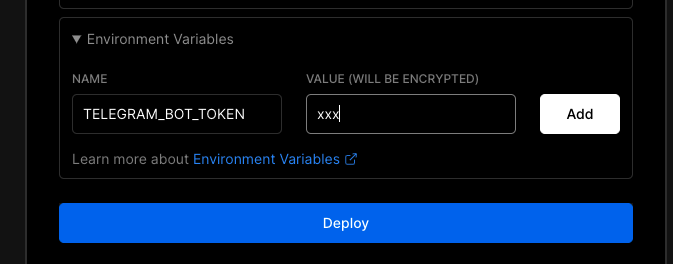 Environment Variables
NAME
VALUE (WILL BE ENCRYPTED)
TELEGRAM_BOT_TOKEN
xxx
Add
Learn more about Environment Variables
Deploy